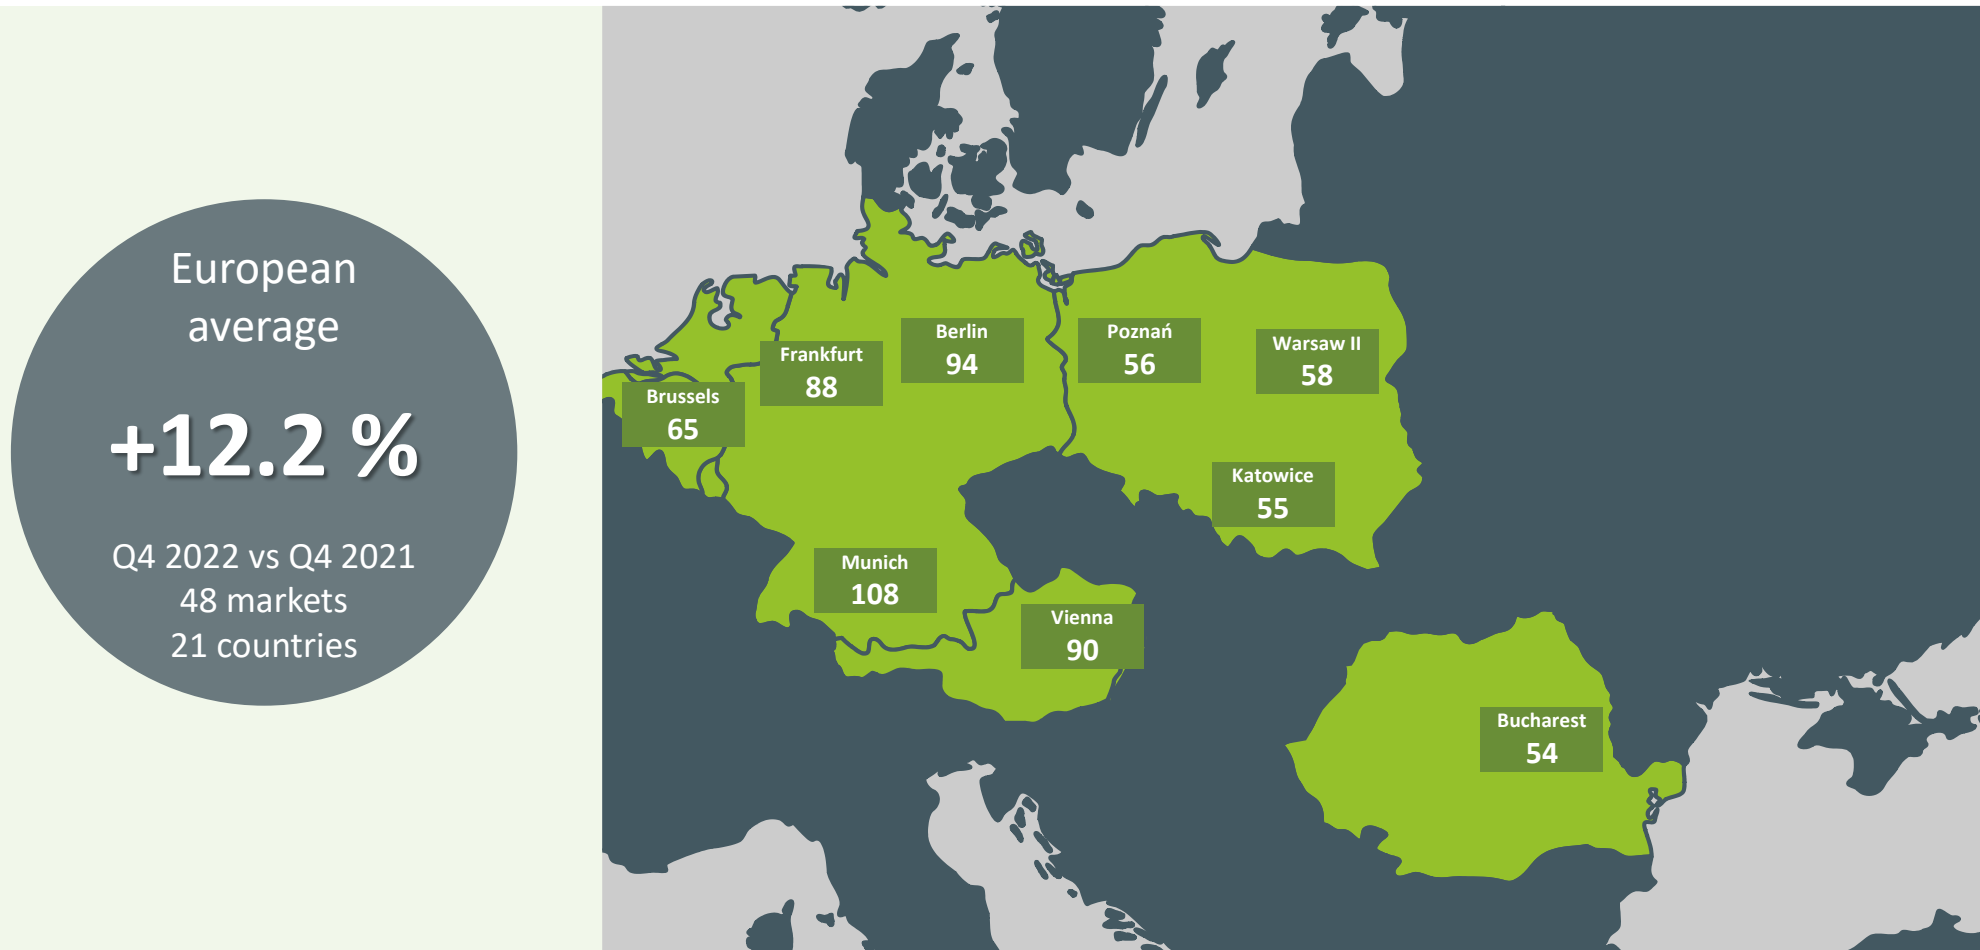 European
average
+12.2 %
Q4 2022 vs Q4 2021
48 markets
21 countries
Berlin
94
Poznań
56
Warsaw II
58
Frankfurt
88
Brussels
65
Katowice
55
Munich
108
Vienna
90
Bucharest
54